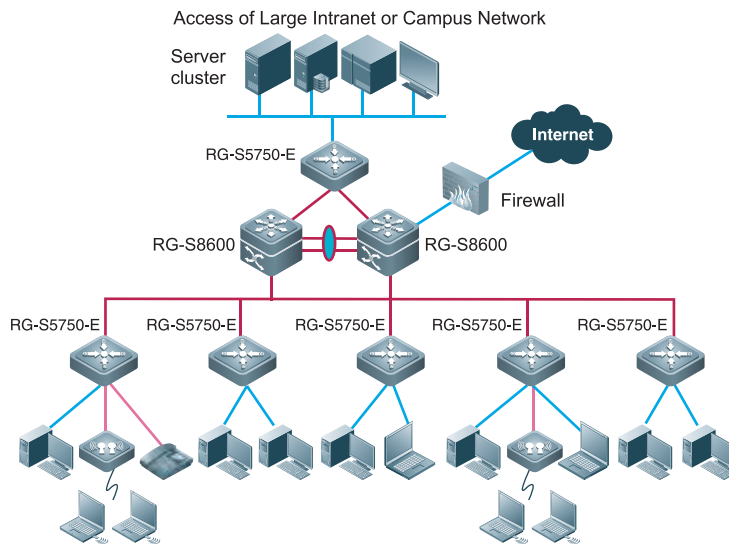 Access of Large Intranet or Campus Network
Server
cluster
Internet
RG-S5750-E
Firewall
RG-S8600
RG-S8600
RG-S5750-E
RG-S5750-E
RG-S5750-E
RG-S5750-E
RG-S5750-E